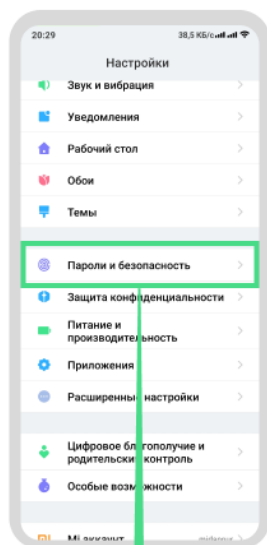 20:29
38,5 КБ/с
Настройки
Звук и вибрация
Уведомления
Рабочий стол
Обои
Темы
Пароли и безопасность
Защита конфиденциальности
Питание и
производительность
Приложения
Расширенные настройки
Цифровое благополучие и
родительский контроль
Особые возможности
Mi аккаунт